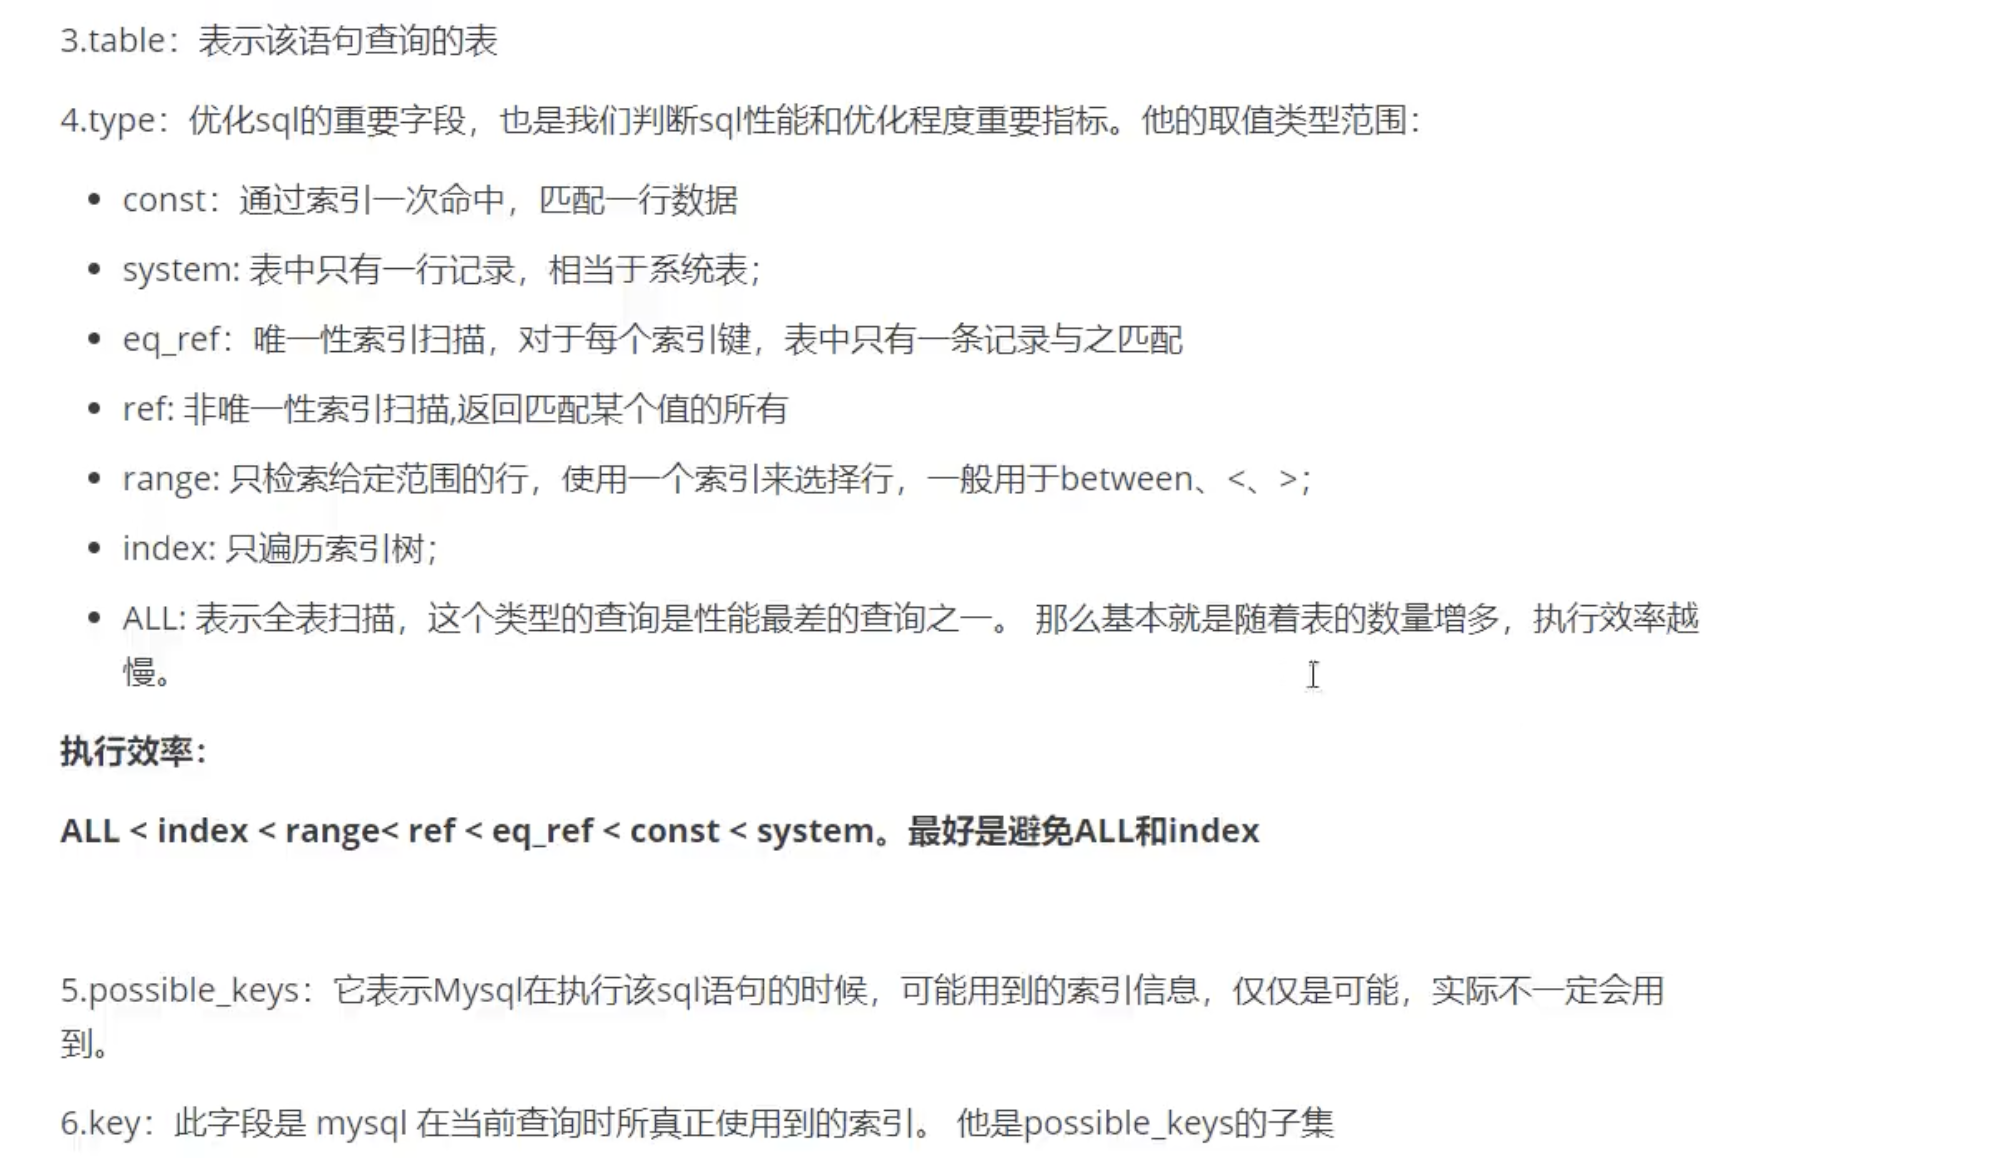 3.table：表示该语句查询的表
4.type：优化sql的重要字段，也是我们判断sql性能和优化程度重要指标。他的取值类型范围：
• const：通过索引一次命中，匹配一行数据
• system: 表中只有一行记录，相当于系统表；
• eq_ref：唯一性索引扫描，对于每个索引键，表中只有一条记录与之匹配
• ref: 非唯一性索引扫描,返回匹配某个值的所有
• range: 只检索给定范围的行，使用一个索引来选择行，一般用于between、<、>；
• index: 只遍历索引树；
• ALL: 表示全表扫描，这个类型的查询是性能最差的查询之一。 那么基本就是随着表的数量增多，执行效率越
慢。
执行效率：
ALL < index < range< ref < eq_ref < const < system。最好是避免ALL和index
5.possible_keys：它表示Mysql在执行该sql语句的时候，可能用到的索引信息，仅仅是可能，实际不一定会用
到。
6.key：此字段是 mysql 在当前查询时所真正使用到的索引。 他是possible_keys的子集